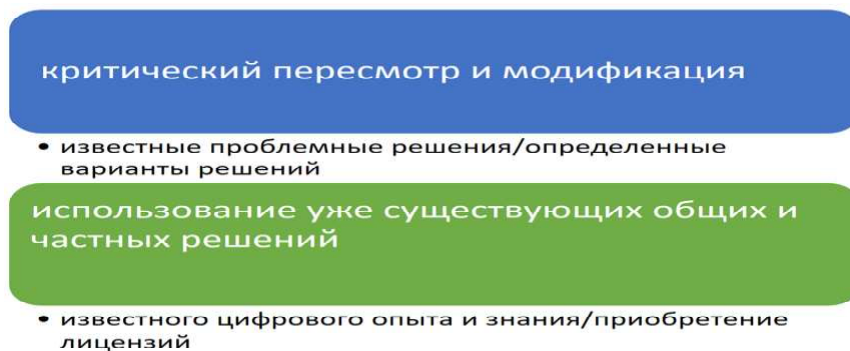 критический пересмотр и модификация
• известные проблемные решения/определенные
варианты решений
использование уже существующих общих и
частных решений
• известного цифрового опыта и знания/приобретение
лицензий